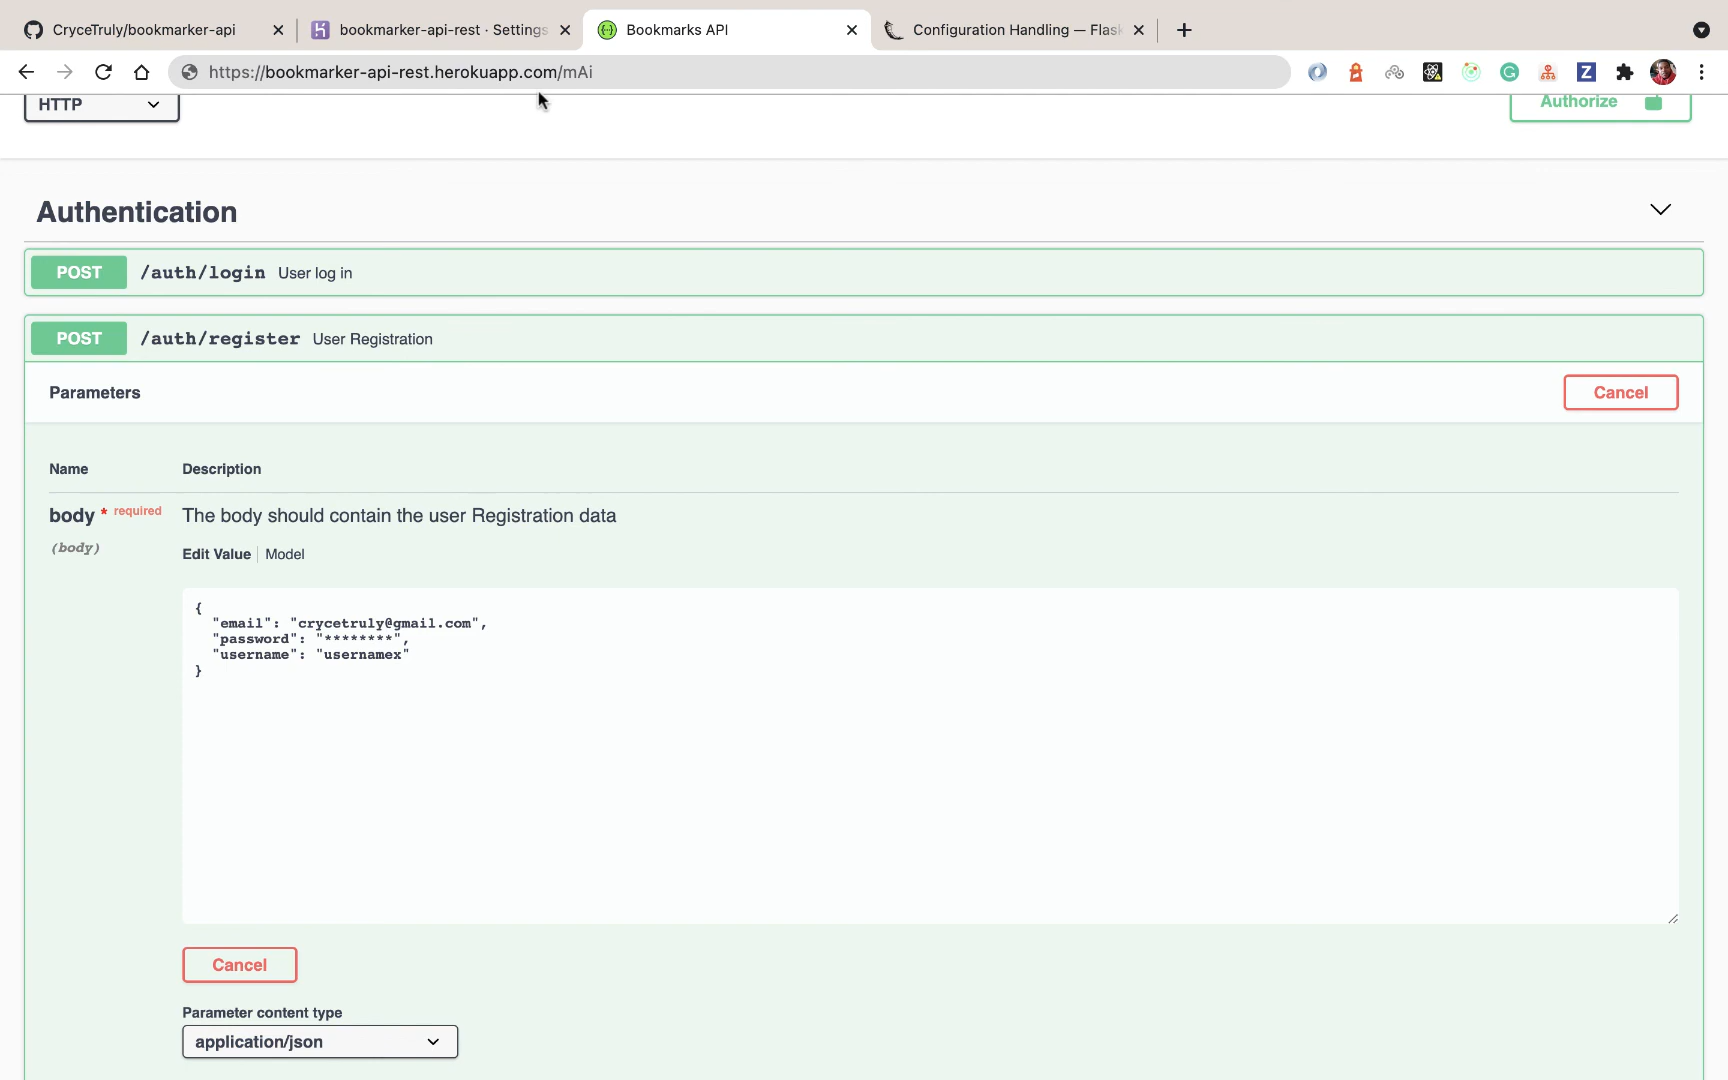 CryceTruly/bookmarker-api
bookmarker-api-rest · Settings
Bookmarks API
Configuration Handling — Flask
https://bookmarker-api-rest.herokuapp.com/mAi
HTTP
Authorize
Authentication
POST /auth/login User log in
POST /auth/register User Registration
Parameters
Cancel
Name Description
body * required The body should contain the user Registration data
(body)
Edit Value Model
{
"email": "crycetruly@gmail.com",
"password": "********",
"username": "usernamex"
}
Cancel
Parameter content type
application/json